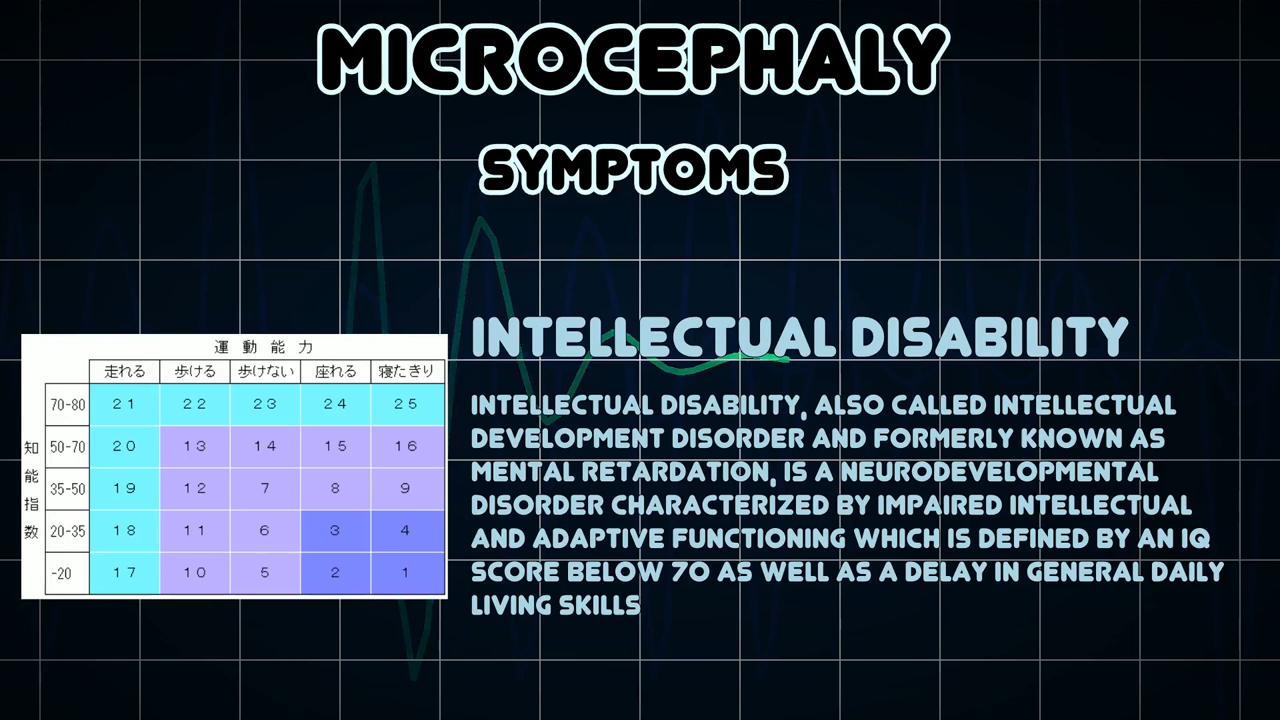 MICROCEPHALY
SYMPTOMS
運動能力
走れる 歩ける 歩けない 座れる 寝たきり
知能指数
70-80 21 22 23 24 25
50-70 20 13 14 15 16
35-50 19 12 7 8 9
20-35 18 11 6 3 4
-20 17 10 5 2 1
INTELLECTUAL DISABILITY
INTELLECTUAL DISABILITY, ALSO CALLED INTELLECTUAL
DEVELOPMENT DISORDER AND FORMERLY KNOWN AS
MENTAL RETARDATION, IS A NEURODEVELOPMENTAL
DISORDER CHARACTERIZED BY IMPAIRED INTELLECTUAL
AND ADAPTIVE FUNCTIONING WHICH IS DEFINED BY AN IQ
SCORE BELOW 70 AS WELL AS A DELAY IN GENERAL DAILY
LIVING SKILLS